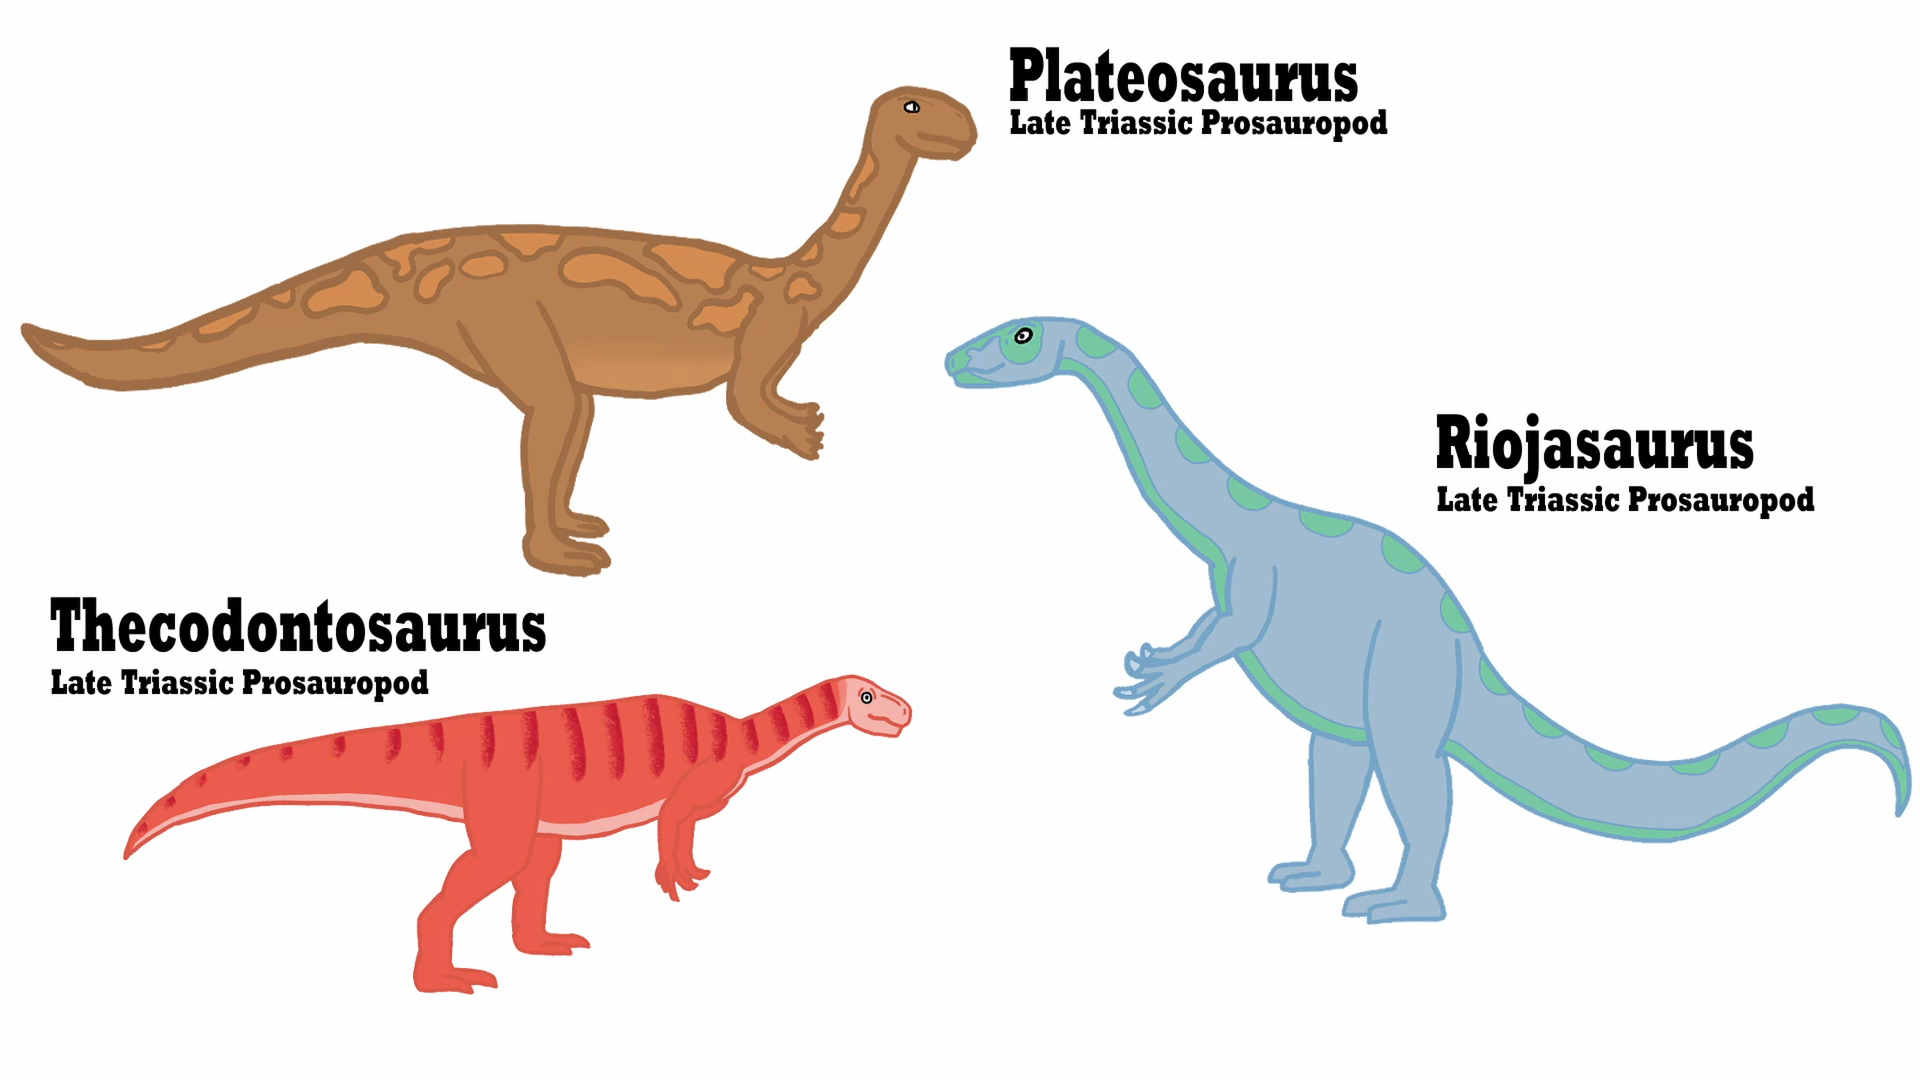 Plateosaurus
Late Triassic Prosauropod
Riojasaurus
Late Triassic Prosauropod
Thecodontosaurus
Late Triassic Prosauropod